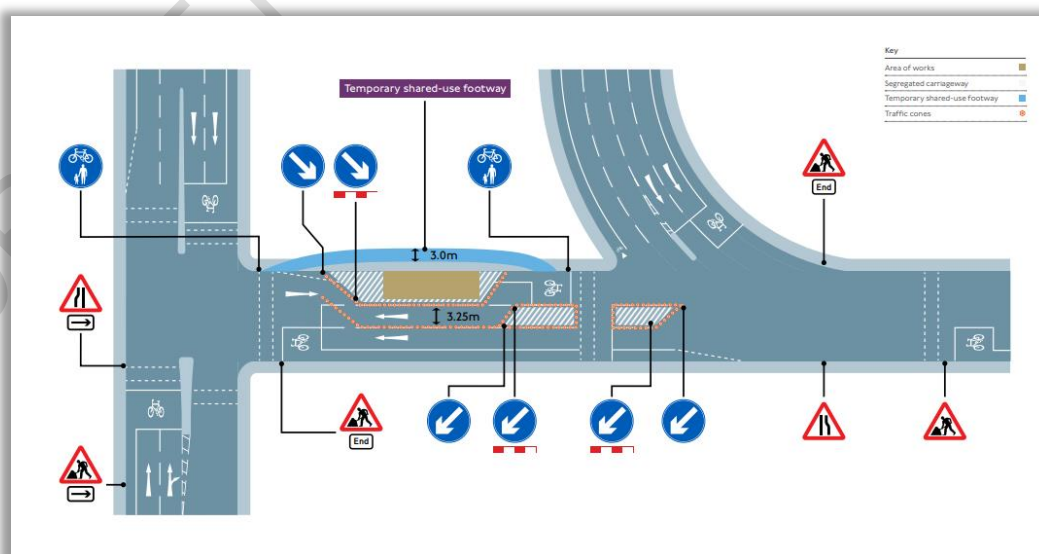 Key
Area of works
Segregated carriageway
Temporary shared-use footway
Traffic cones
Temporary shared-use footway
3.0m
3.25m
End
End